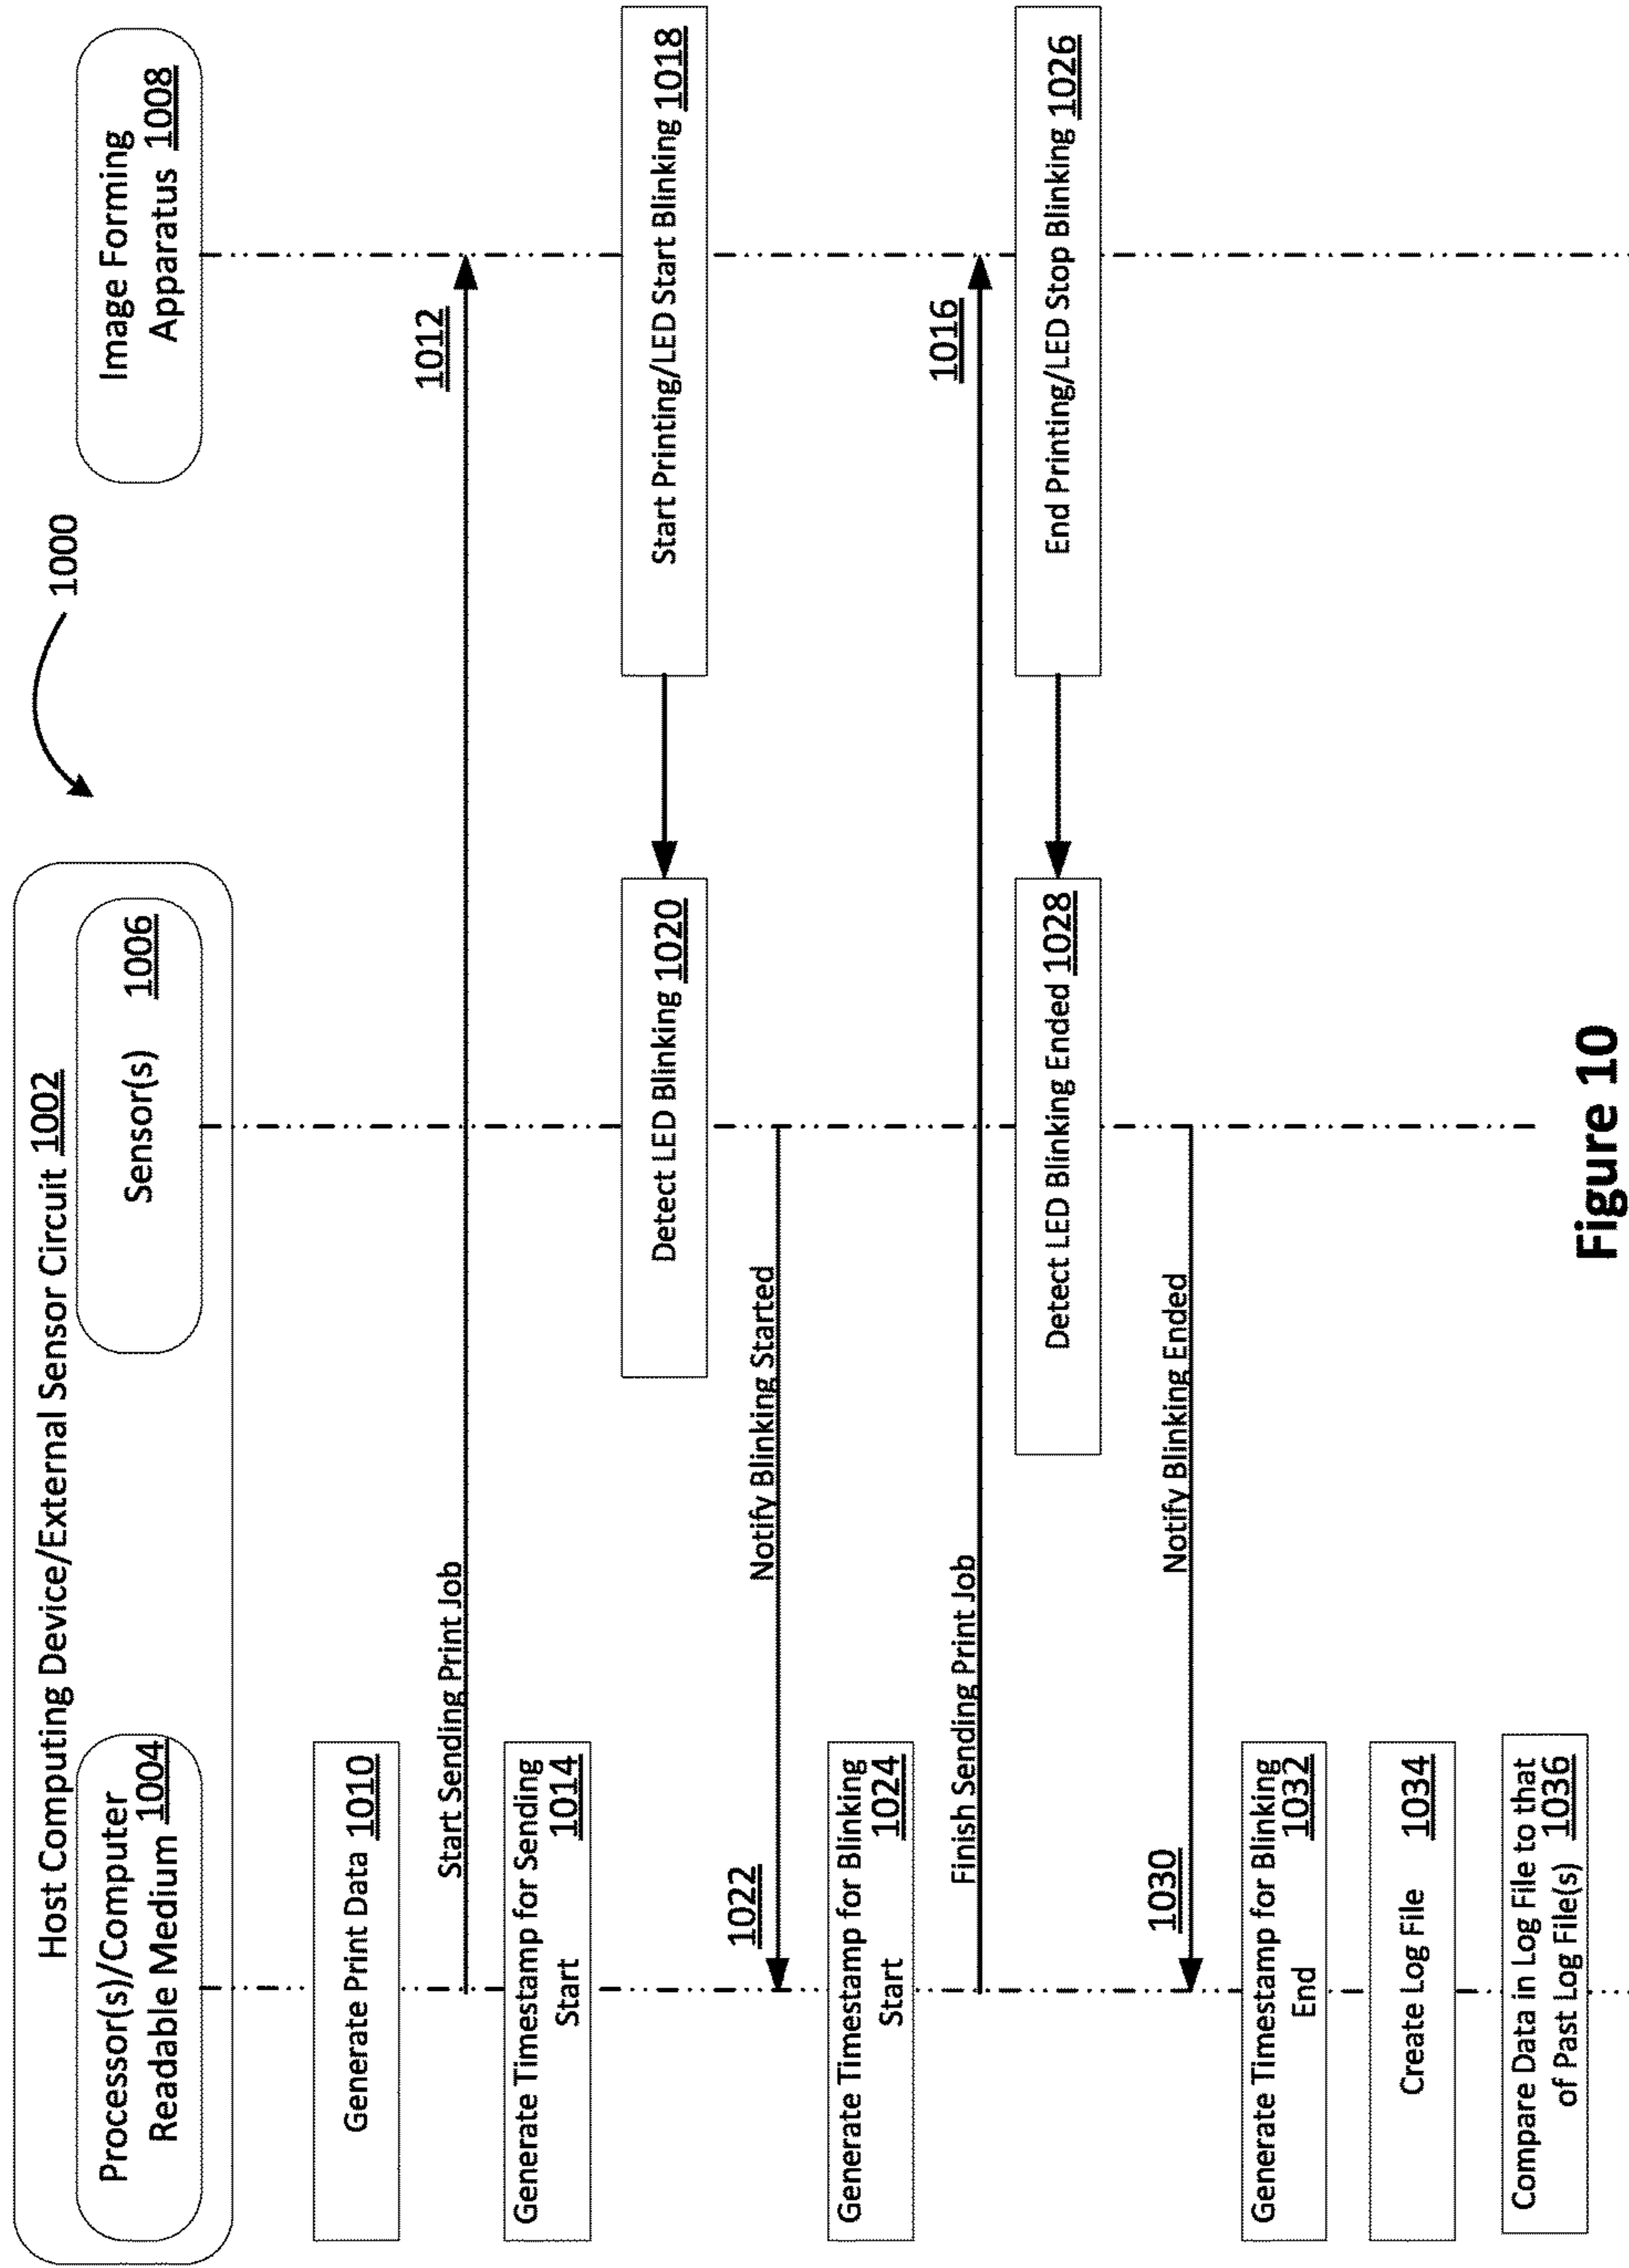 Host Computing Device/External Sensor Circuit 1002
Processor(s)/Computer
Readable Medium 1004
Sensor(s) 1006
1000
Image Forming
Apparatus 1008
Generate Print Data 1010
Start Sending Print Job
1012
Generate Timestamp for Sending
Start 1014
Start Printing/LED Start Blinking 1018
Detect LED Blinking 1020
Notify Blinking Started
1022
Generate Timestamp for Blinking
Start 1024
Finish Sending Print Job
1016
End Printing/LED Stop Blinking 1026
Detect LED Blinking Ended 1028
Notify Blinking Ended
1030
Generate Timestamp for Blinking
End 1032
Create Log File 1034
Compare Data in Log File to that
of Past Log File(s) 1036
Figure 10